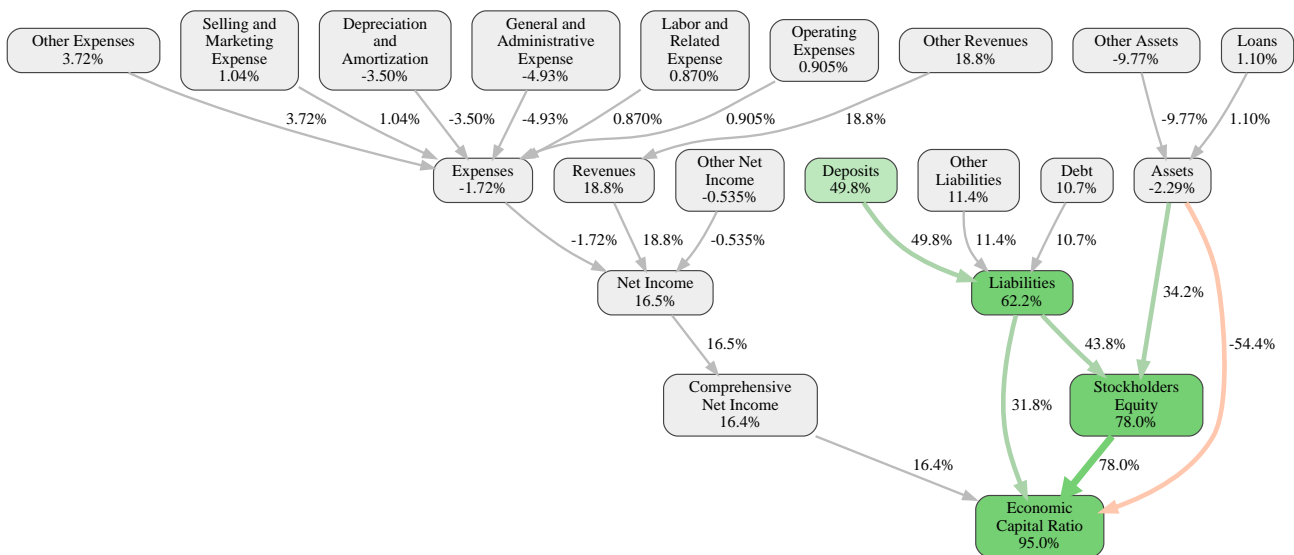 Other Expenses
3.72%
Selling and
Marketing
Expense
1.04%
Depreciation
and
Amortization
-3.50%
General and
Administrative
Expense
-4.93%
Labor and
Related
Expense
0.870%
Operating
Expenses
0.905%
Other Revenues
18.8%
Other Assets
-9.77%
Loans
1.10%
3.72%
1.04%
-3.50%
-4.93%
0.870%
0.905%
18.8%
-9.77%
1.10%
Expenses
-1.72%
Revenues
18.8%
Other Net
Income
-0.535%
Deposits
49.8%
Other
Liabilities
11.4%
Debt
10.7%
Assets
-2.29%
-1.72%
18.8%
-0.535%
49.8%
11.4%
10.7%
Net Income
16.5%
Liabilities
62.2%
34.2%
16.5%
43.8%
-54.4%
Comprehensive
Net Income
16.4%
31.8%
Stockholders
Equity
78.0%
16.4%
78.0%
Economic
Capital Ratio
95.0%